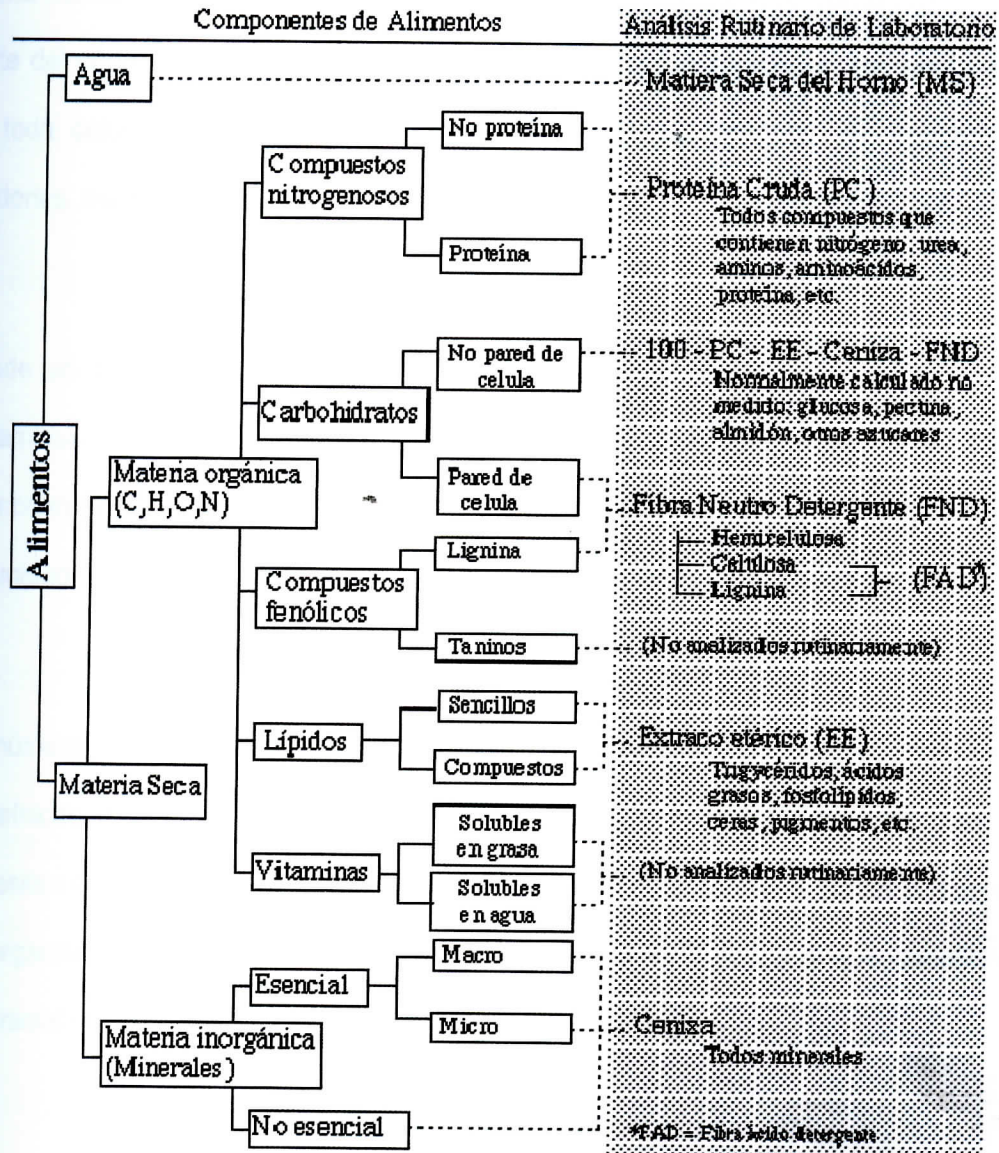 Componentes de Alimentos
Análisis Rutinario de Laboratorio
Agua
Matiera Seca del Horno (MS)
No proteína
Compuestos
nitrogenosos
Proteína Cruda (PC)
Todos compuestos que
contienen nitrógeno, urea,
aminos, aminoácidos,
proteína, etc.
Proteína
No pared de
celula
100 - PC - EE - Ceniza - FND
Normalmente calculado no
medido: glucosa, pectina,
almidón, otros azucares
Carbohidratos
Alimentos
Materia orgánica
(C,H,O,N)
Pared de
celula
Fibra Neutro Detergente (FND)
Hemicelulosa
Calulosa
Lignina
(FAD*)
Lignina
Compuestos
fenólicos
Taninos
(No analizados rutinariamente)
Sencillos
Lípidos
Extraco etérico (EE)
Trigycéridos, ácidos
grasos, fosfolípidos,
ceras, pigmentos, etc.
Compuestos
Materia Seca
Solubles
en grasa
Vitaminas
(No analizados rutinariamente)
Solubles
en agua
Macro
Esencial
Micro
Cenixa
Todos minerales
Materia inorgánica
(Minerales)
No esencial
*FAD = Fibra ácido detergente